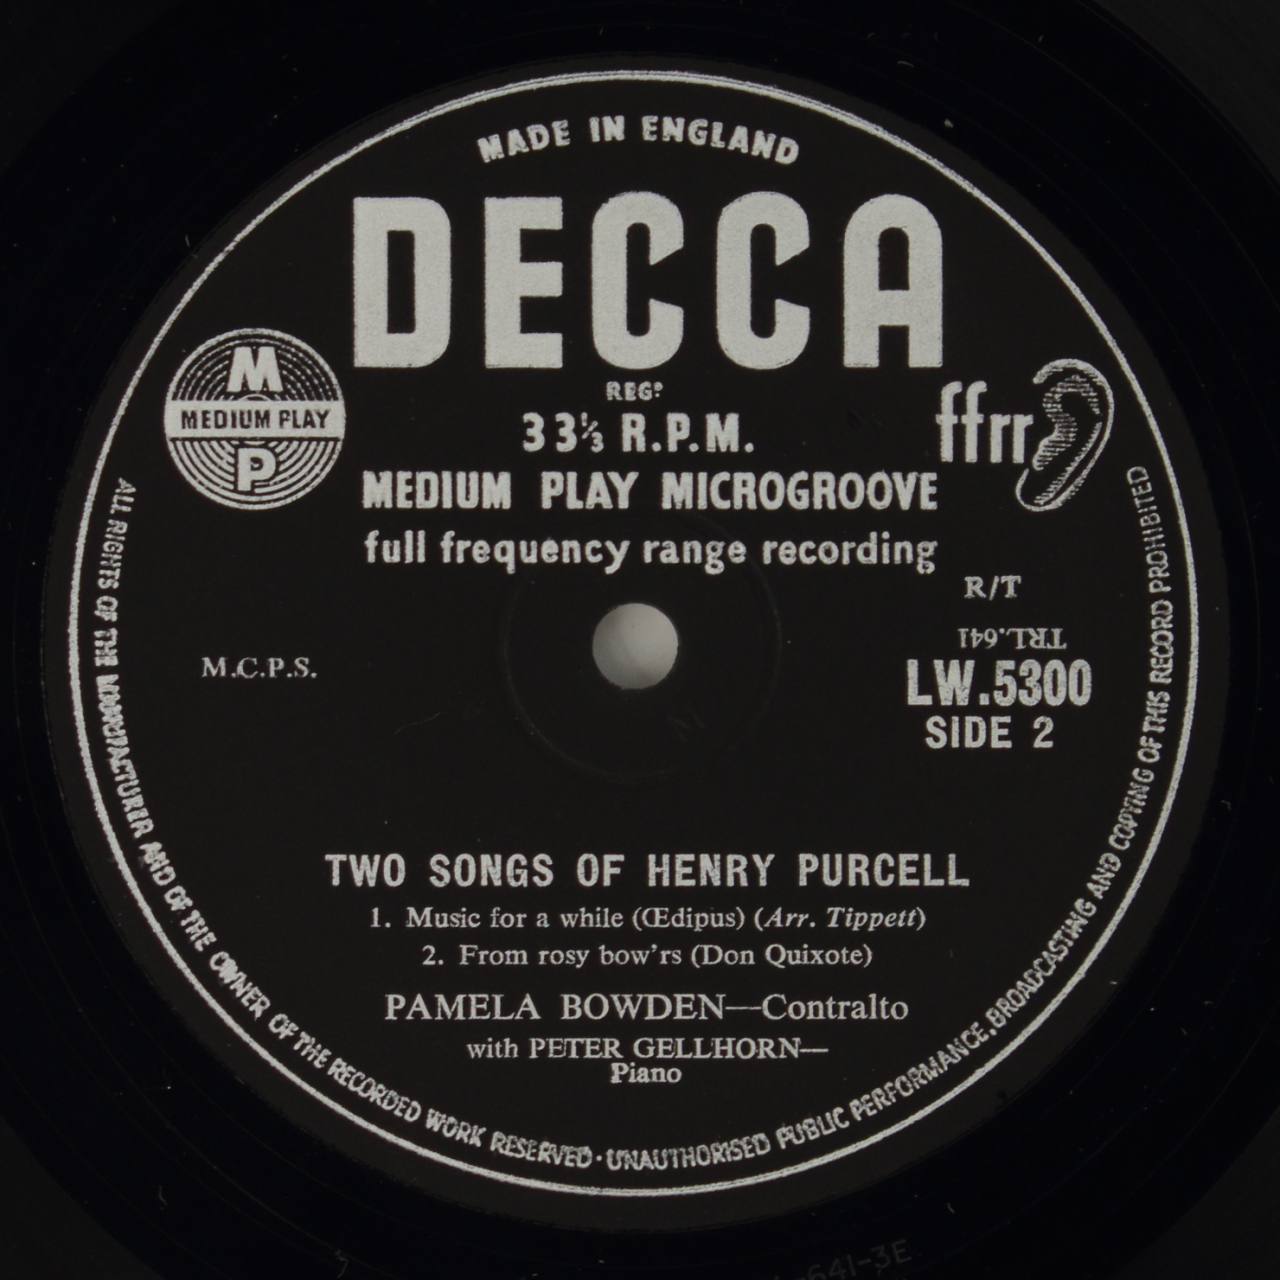 MADE IN ENGLAND
DECCA
REGD
33⅓ R.P.M.
MEDIUM PLAY MICROGROOVE
full frequency range recording
M
MEDIUM PLAY
P
ffrr
R/T
TRL.641
LW.5300
SIDE 2
M.C.P.S.
TWO SONGS OF HENRY PURCELL
1. Music for a while (Œdipus) (Arr. Tippett)
2. From rosy bow'rs (Don Quixote)
PAMELA BOWDEN—Contralto
with PETER GELLHORN—
Piano
ALL RIGHTS OF THE MANUFACTURER AND OF THE OWNER OF THE RECORDED WORK RESERVED · UNAUTHORISED PUBLIC PERFORMANCE, BROADCASTING AND COPYING OF THIS RECORD PROHIBITED
641-3E